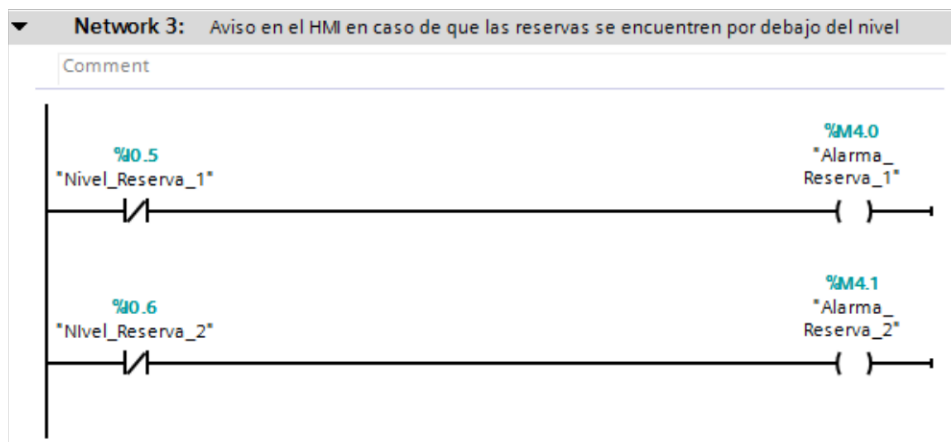 Network 3: Aviso en el HMI en caso de que las reservas se encuentren por debajo del nivel
Comment
%I0.5
"Nivel_Reserva_1"
%M4.0
"Alarma_
Reserva_1"
%I0.6
"NIvel_Reserva_2"
%M4.1
"Alarma_
Reserva_2"